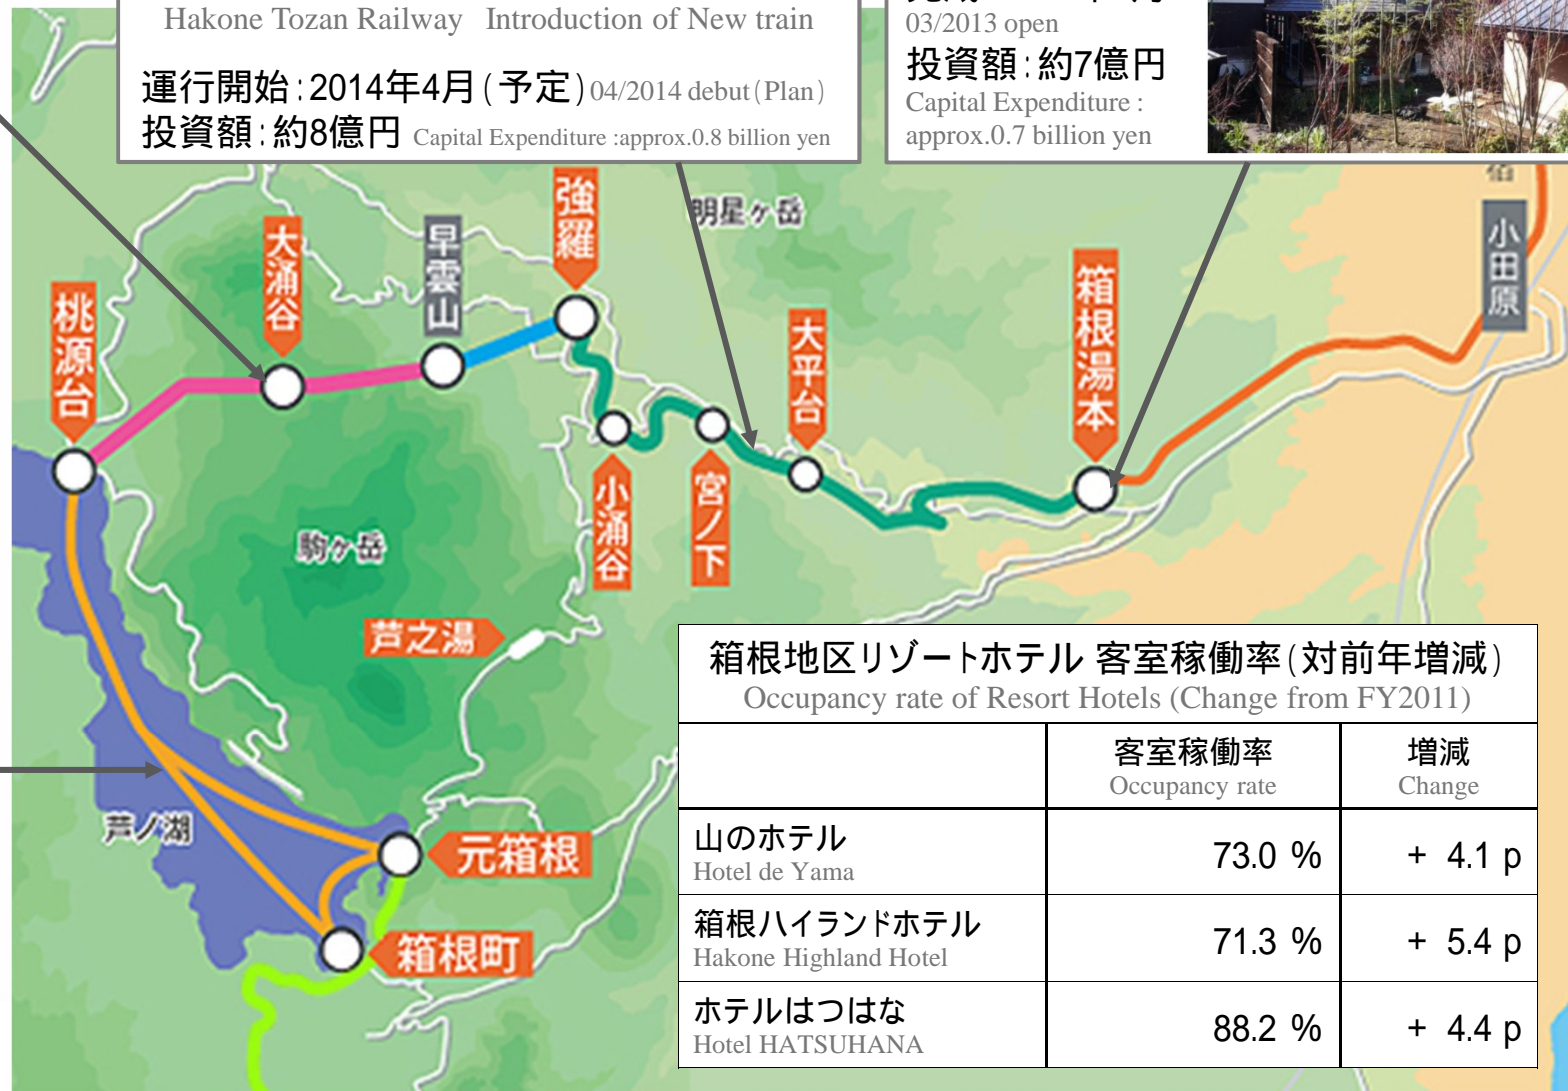 Hakone Tozan Railway Introduction of New train
運行開始：2014年4月(予定)04/2014 debut(Plan)
投資額：約8億円 Capital Expenditure :approx.0.8 billion yen
03/2013 open
投資額：約7億円
Capital Expenditure :
approx.0.7 billion yen
強羅
明星ヶ岳
大涌谷
早雲山
小田原
箱根湯本
桃源台
大平台
小涌谷
宮ノ下
駒ヶ岳
芦之湯
芦ノ湖
元箱根
箱根町
箱根地区リゾートホテル 客室稼働率(対前年増減)
Occupancy rate of Resort Hotels (Change from FY2011)
客室稼働率 増減
Occupancy rate Change
山のホテル 73.0 % + 4.1 p
Hotel de Yama
箱根ハイランドホテル 71.3 % + 5.4 p
Hakone Highland Hotel
ホテルはつはな 88.2 % + 4.4 p
Hotel HATSUHANA